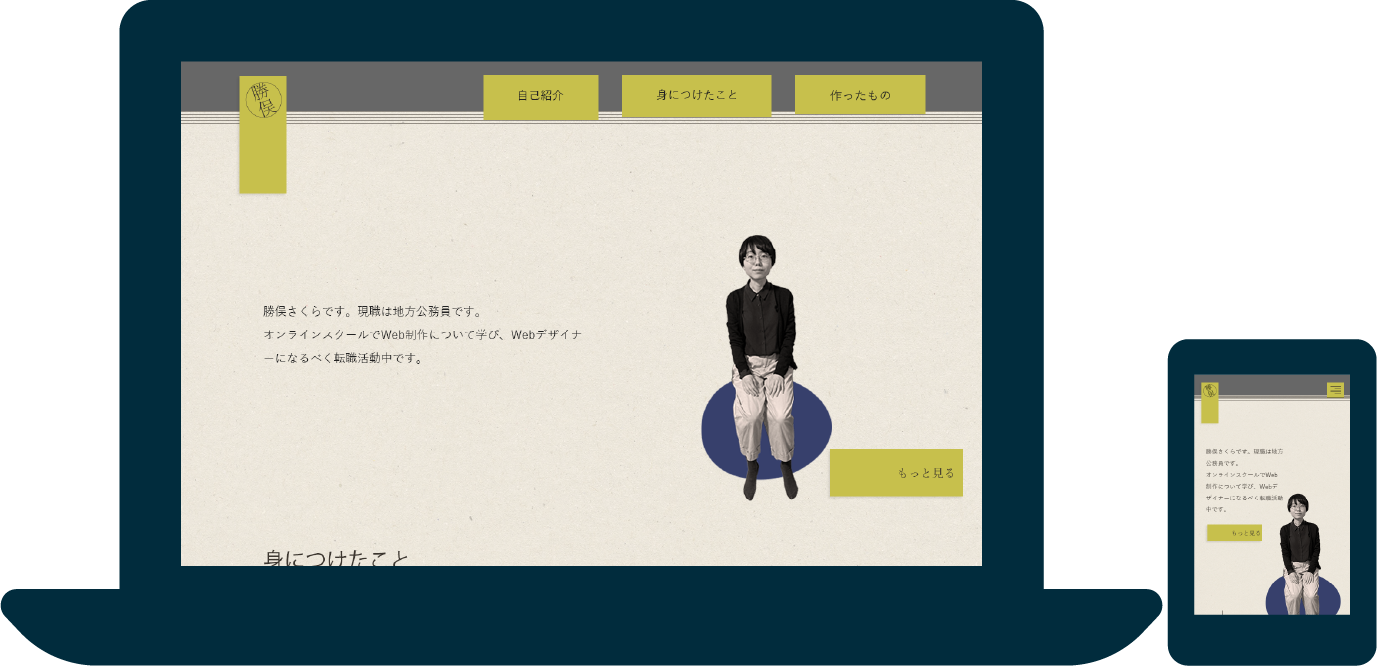 勝俣
自己紹介
身につけたこと
作ったもの
勝俣さくらです。現職は地方公務員です。
オンラインスクールでWeb制作について学び、Webデザイナ
ーになるべく転職活動中です。
もっと見る
身につけたこと
勝俣
勝俣さくらです。現職は地方
公務員です。
オンラインスクールでWeb
制作について学び、Webデ
ザイナーになるべく転職活動
中です。
もっと見る